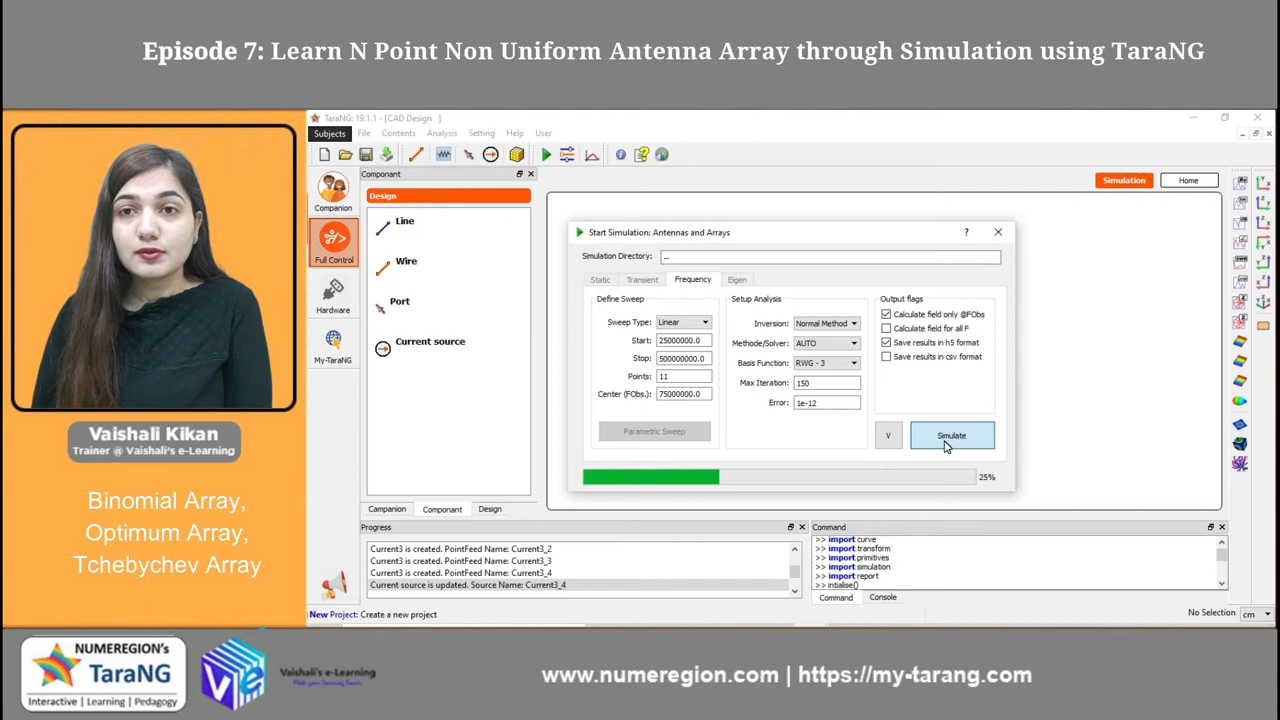 Episode 7: Learn N Point Non Uniform Antenna Array through Simulation using TaraNG
TaraNG: 19.1.1 - [CAD Design ]
Subjects File Contents Analysis Setting Help User
Companion
Full Control
Hardware
My-TaraNG
Componant
Design
Line
Wire
Port
Current source
Campanion Component Design
Simulation Home
Start Simulation: Antennas and Arrays ?
Simulation Directory: --
Static Transient Frequency Eigen
Define Sweep
Sweep Type: Linear
Start: 25000000.0
Stop: 500000000.0
Points: 11
Center (FObs.) 75000000.0
Parametric Sweep
Setup Analysis
Inversion: Normal Method
Methode/Solver: AUTO
Basis Function: RWG - 3
Max Iteration: 150
Error: 1e-12
Output flags
Calculate field only @FObs
Calculate field for all F
Save results in h5 format
Save results in csv format
V Simulate
25%
Progress
Current3 is created. PointFeed Name: Current3_2
Current3 is created. PointFeed Name: Current3_3
Current3 is created. PointFeed Name: Current3_4
Current source is updated. Source Name: Current3_4
Command
>> import curve
>> import transform
>> import primitives
>> import simulation
>> import report
>> intialise()
Command Console
New Project: Create a new project
No Selection cm
Vaishali Kikan
Trainer @ Vaishali's e-Learning
Binomial Array,
Optimum Array,
Tchebychev Array
NUMEREGION's
TaraNG
Interactive | Learning | Pedagogy
Vaishali's e-Learning
www.numeregion.com | https://my-tarang.com